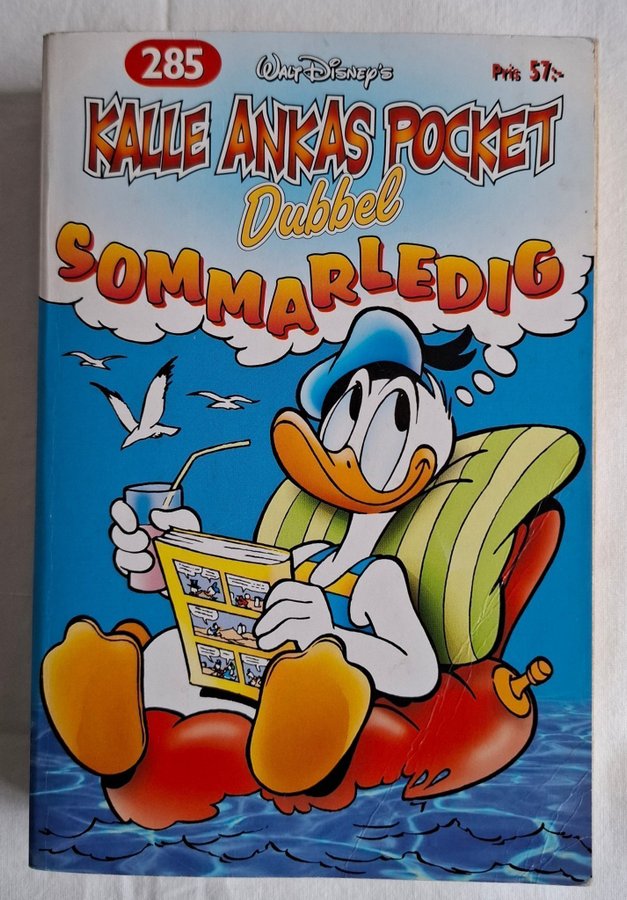 285
WALT DISNEY'S
Pris 57:-
KALLE ANKAS POCKET
Dubbel
SOMMARLEDIG